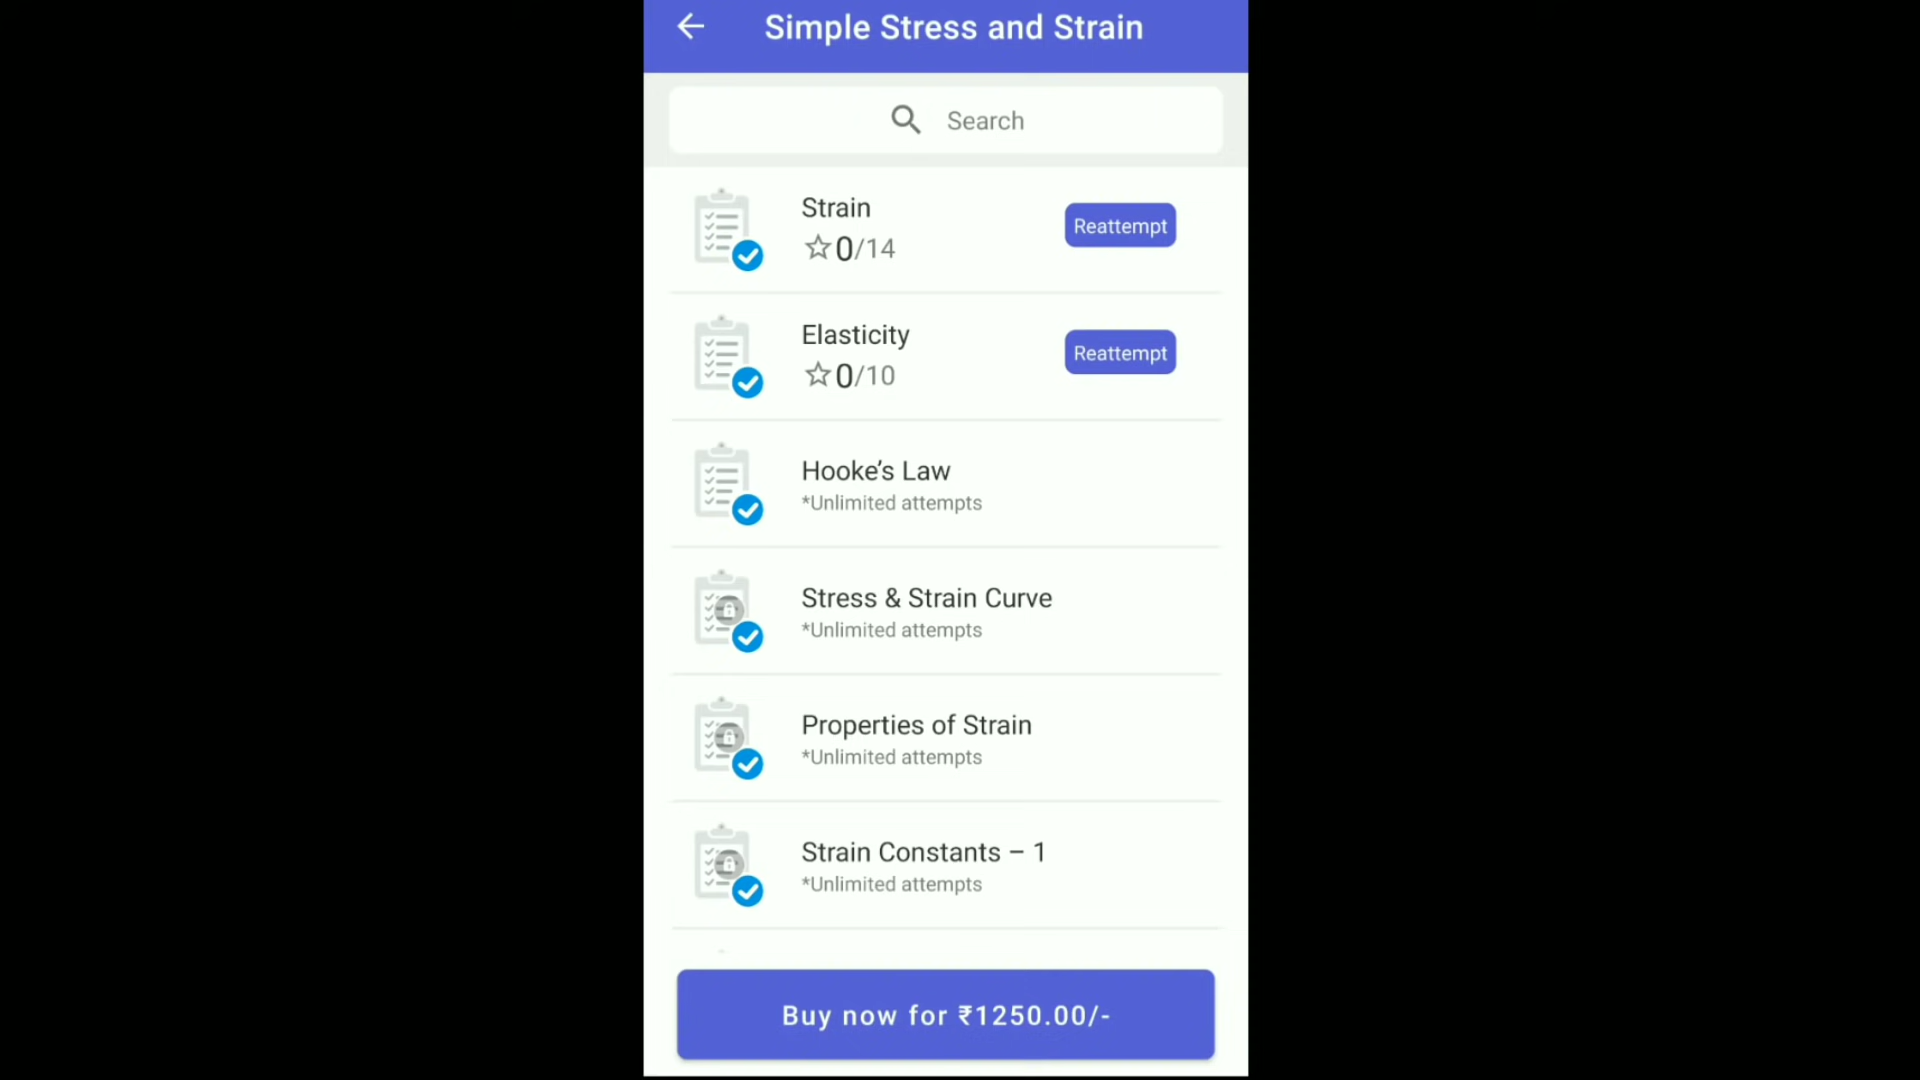 Simple Stress and Strain
Search
Strain
0/14
Reattempt
Elasticity
0/10
Reattempt
Hooke’s Law
*Unlimited attempts
Stress & Strain Curve
*Unlimited attempts
Properties of Strain
*Unlimited attempts
Strain Constants – 1
*Unlimited attempts
Buy now for ₹1250.00/-